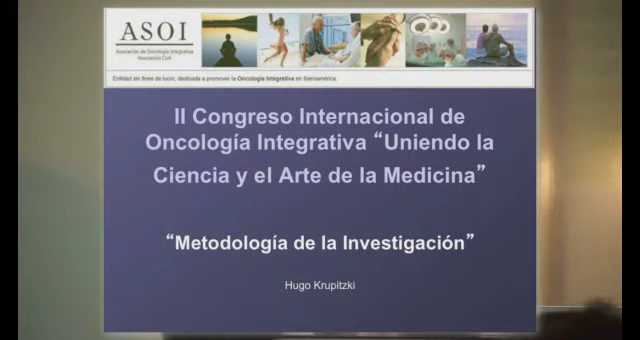 ASOI
Asociación de Oncología Integrativa
Asociación Civil
Entidad sin fines de lucro, dedicada a promover la Oncología Integrativa en Iberoamérica.
II Congreso Internacional de
Oncología Integrativa “Uniendo la
Ciencia y el Arte de la Medicina”
“Metodología de la Investigación”
Hugo Krupitzki